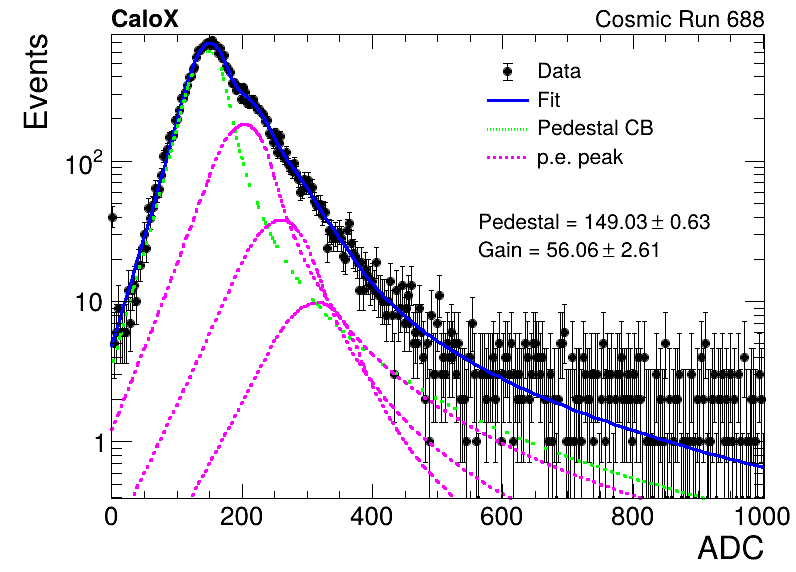 CaloX
Cosmic Run 688
Events
Data
Fit
Pedestal CB
p.e. peak
Pedestal = 149.03 ± 0.63
Gain = 56.06 ± 2.61
10²
10
1
0 200 400 600 800 1000
ADC